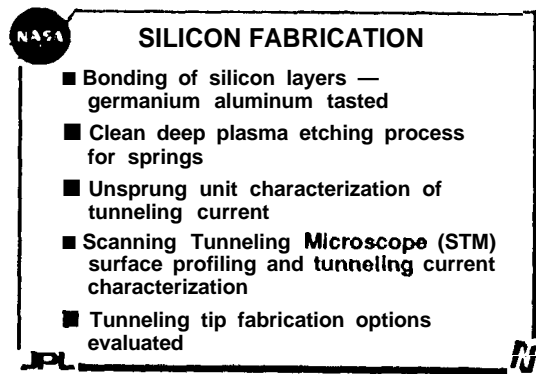 NASA
SILICON FABRICATION
■ Bonding of silicon layers —
germanium aluminum tasted
■ Clean deep plasma etching process
for springs
■ Unsprung unit characterization of
tunneling current
■ Scanning Tunneling Microscope (STM)
surface profiling and tunneling current
characterization
■ Tunneling tip fabrication options
evaluated
JPL